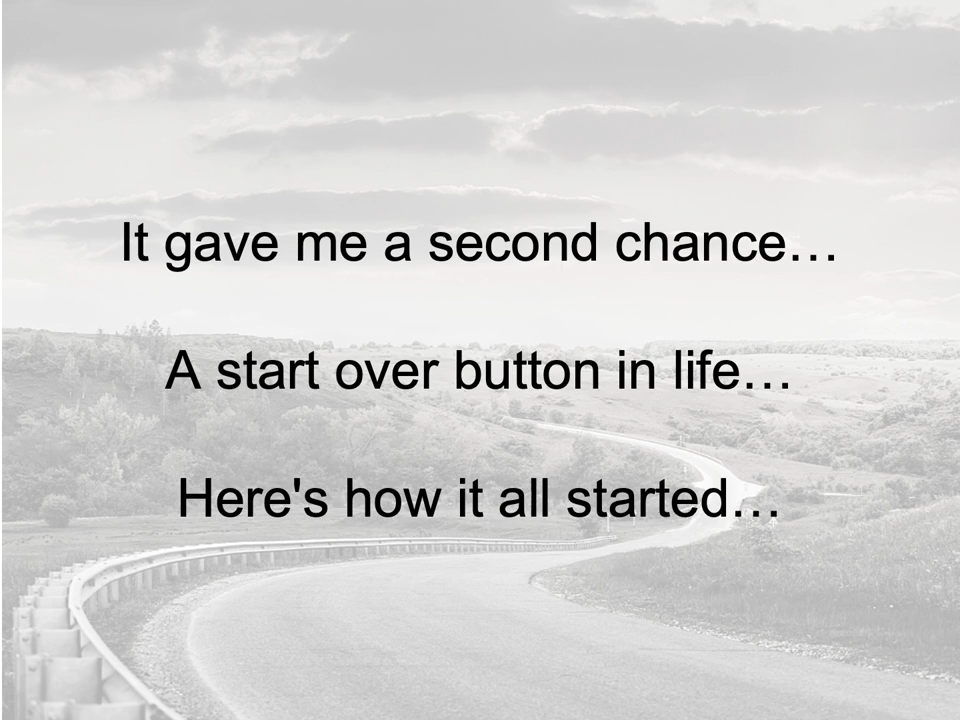 It gave me a second chance…
A start over button in life…
Here's how it all started…